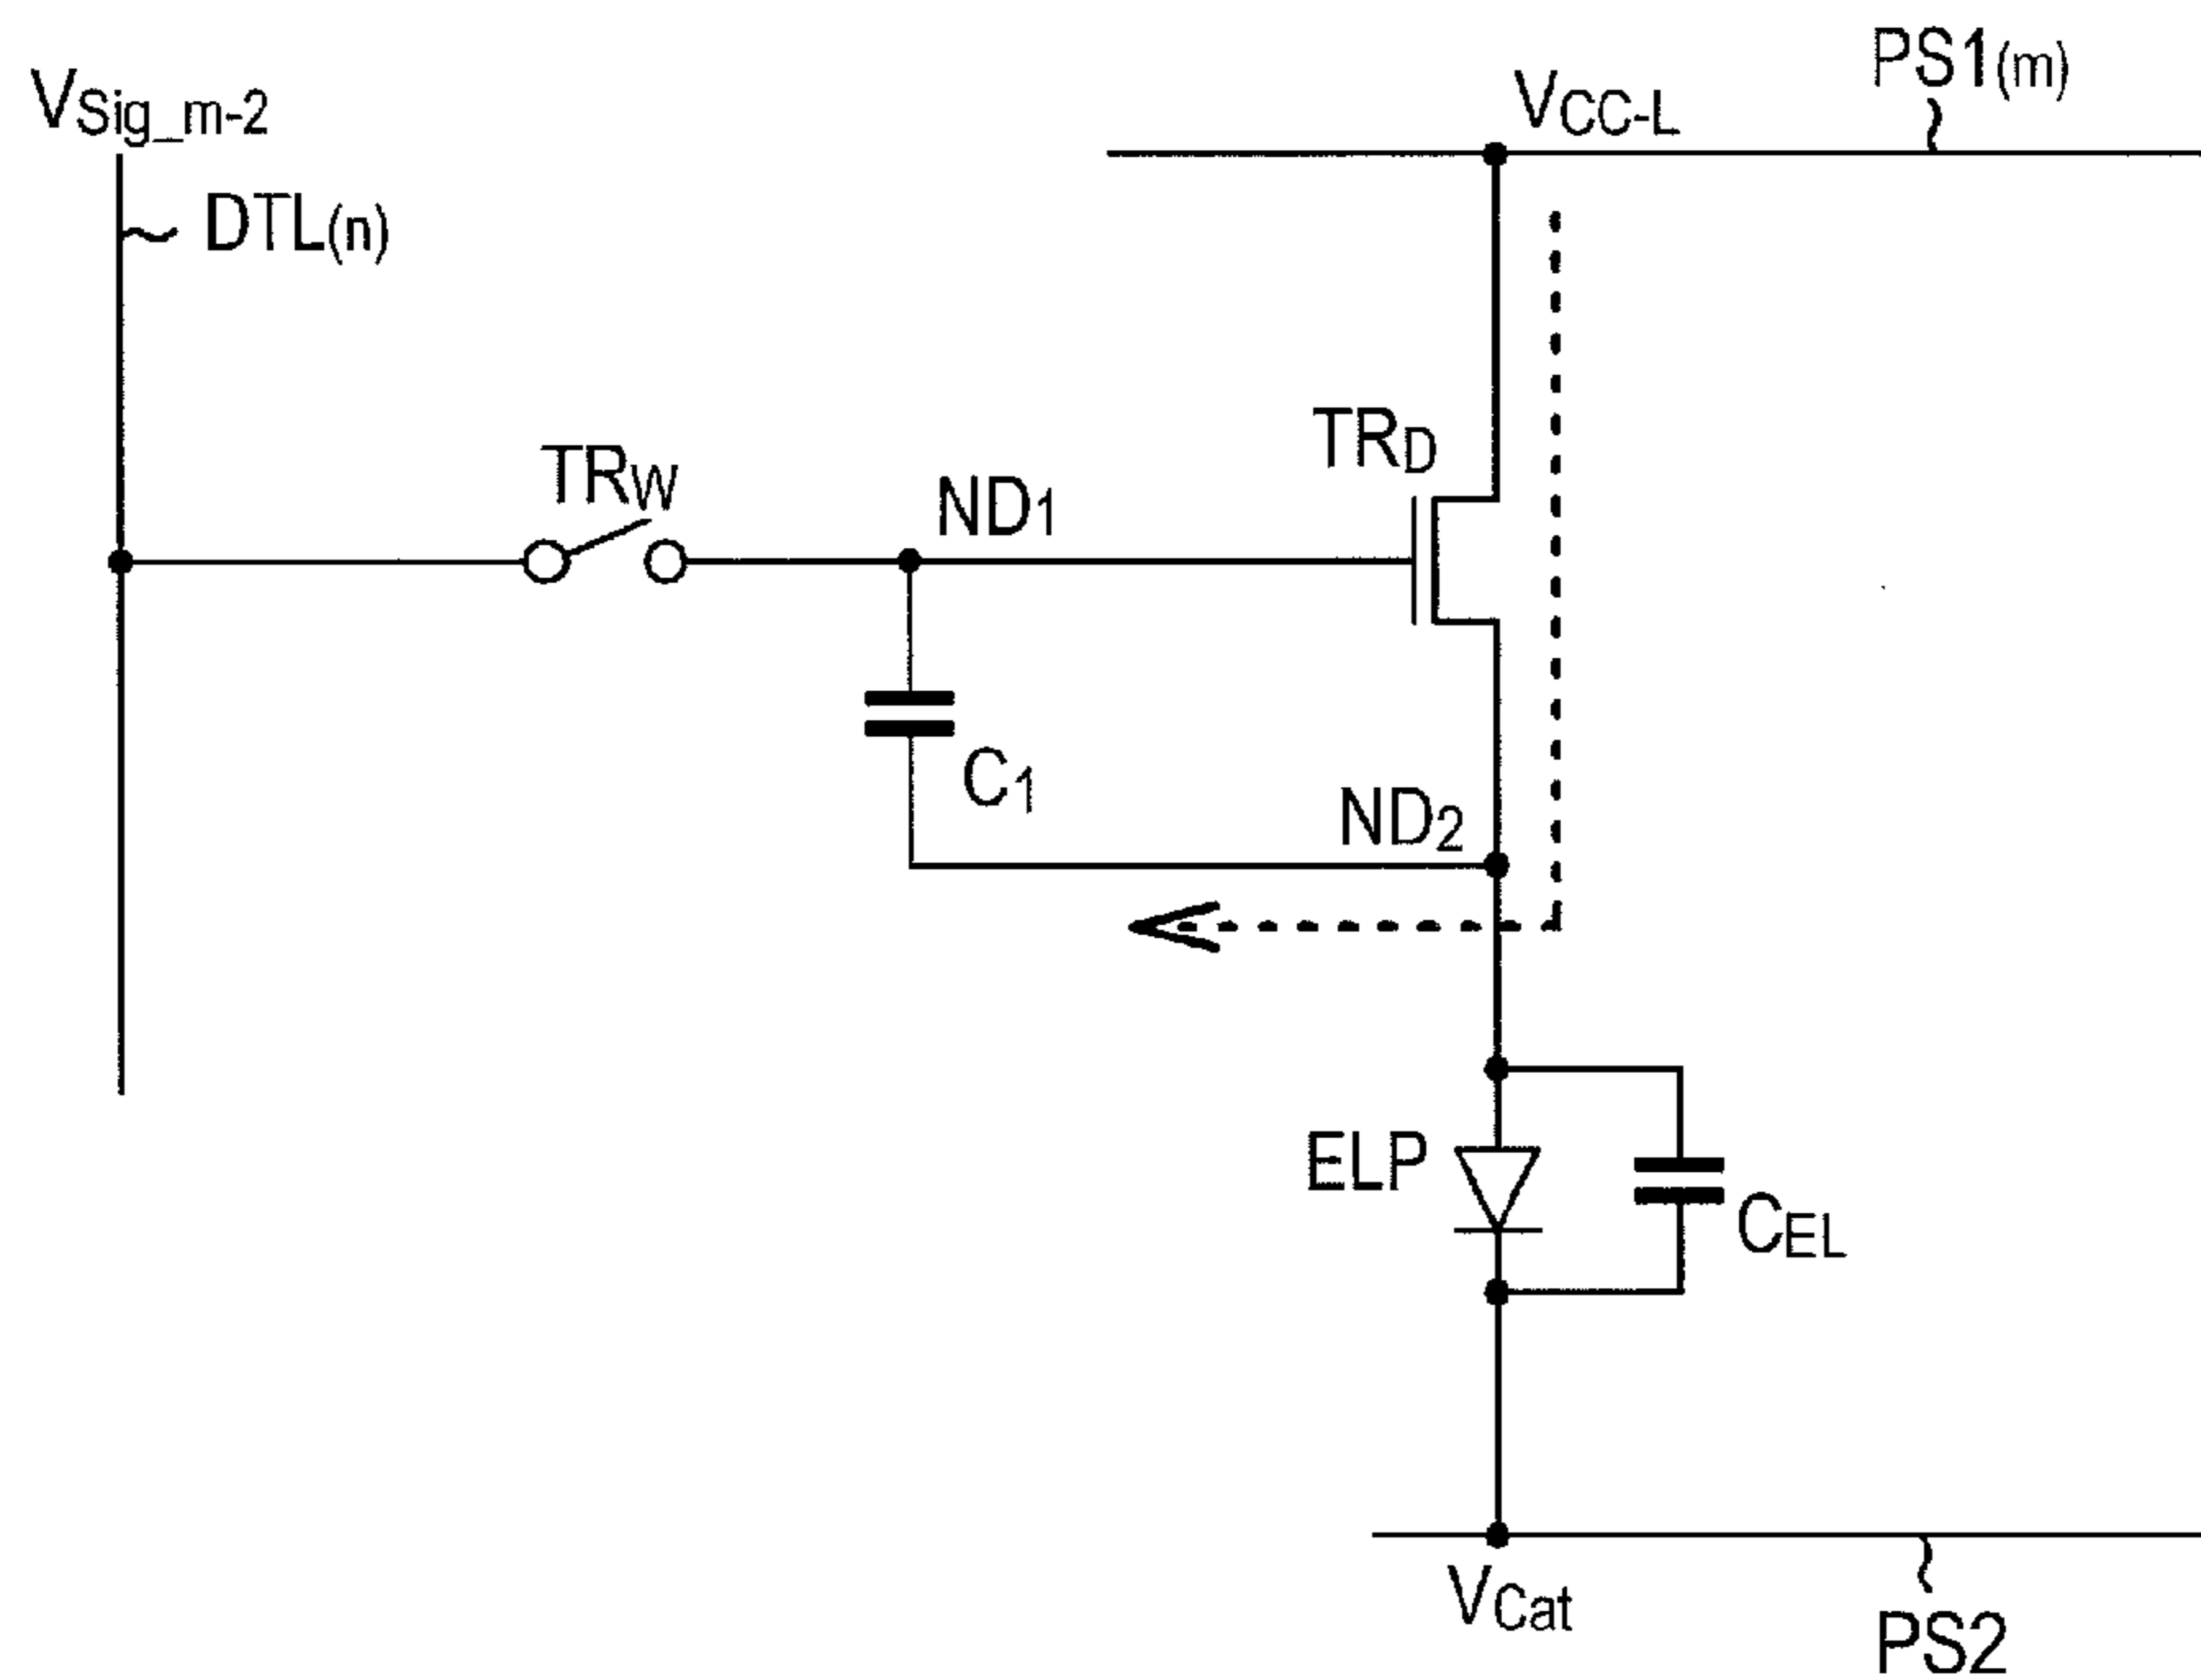 PS1(m)
VSig_m-2
VCC-L
DTL(n)
TRD
TRW
ND1
C1
ND2
ELP
CEL
VCat
PS2